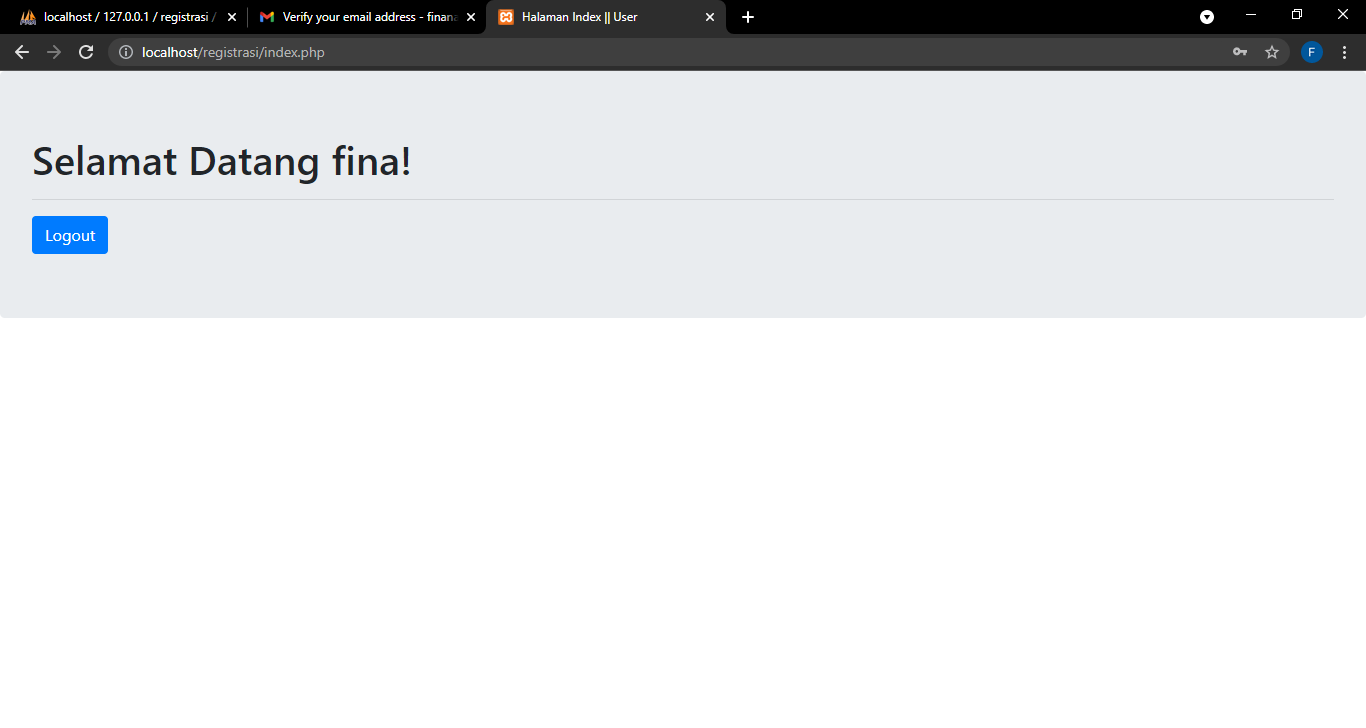 localhost / 127.0.0.1 / registrasi /
Verify your email address - finana
Halaman Index || User
localhost/registrasi/index.php
F
Selamat Datang fina!
Logout